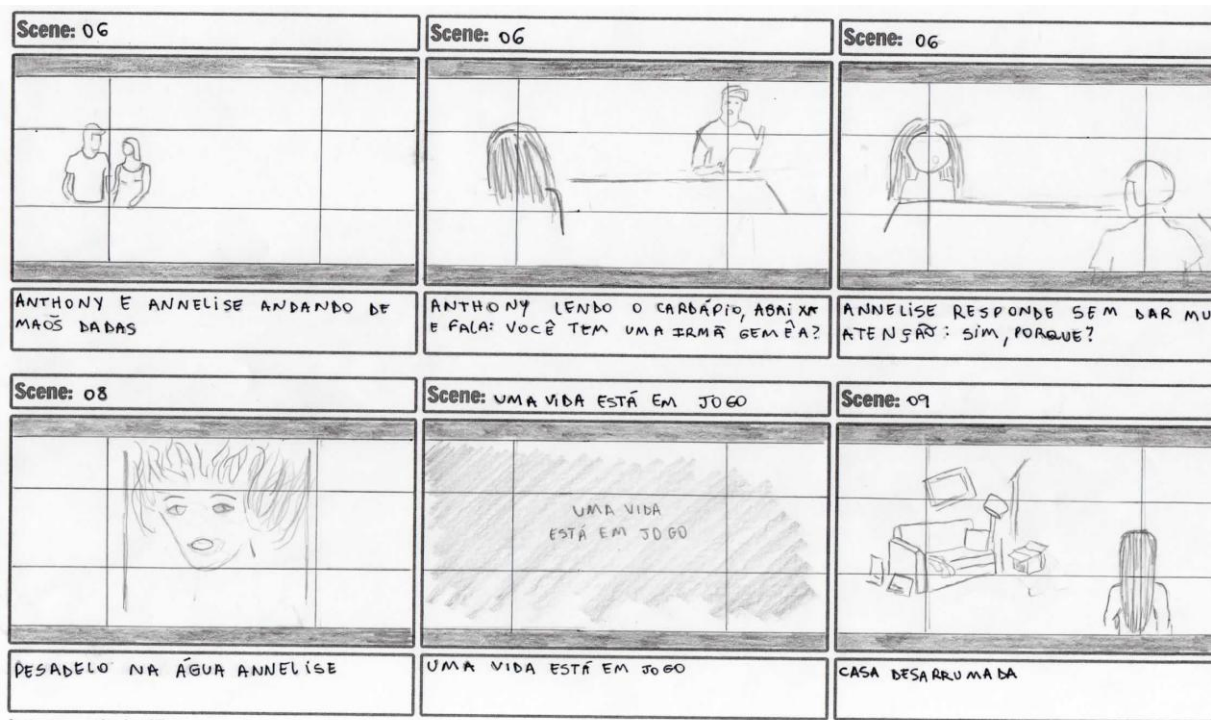 Scene: 06
Scene: 06
Scene: 06
ANTHONY E ANNELISE ANDANDO DE
MAÕS DADAS
ANTHONY LENDO O CARDÁPIO, ABAIXA
E FALA: VOCÊ TEM UMA IRMÃ GEMÊA?
ANNELISE RESPONDE SEM DAR MU
ATENÇÃO: SIM, PORQUE?
Scene: 08
Scene: UMA VIDA ESTÁ EM JOGO
Scene: 09
UMA VIDA
ESTÁ EM JOGO
PESADELO NA ÁGUA ANNELISE
UMA VIDA ESTÁ EM JOGO
CASA DESARRUMADA